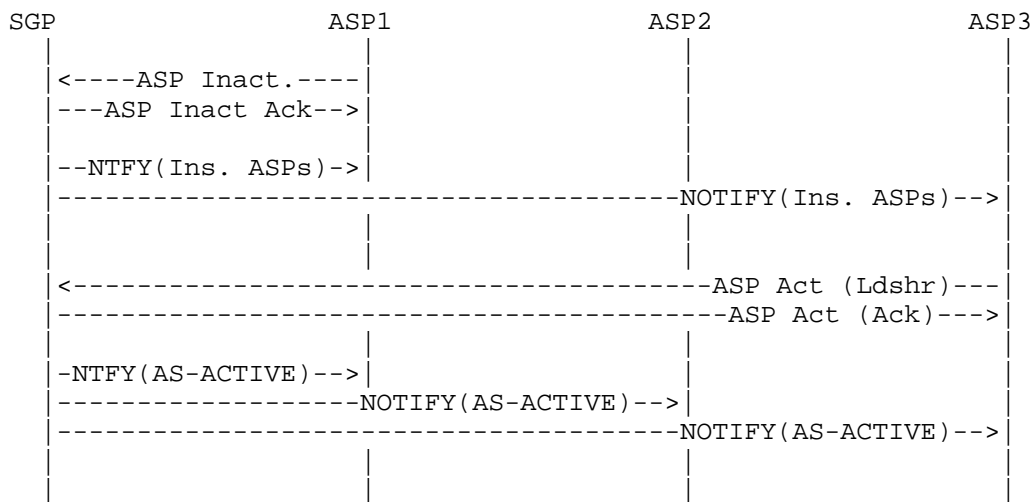 SGP ASP1 ASP2 ASP3
<----ASP Inact.----
---ASP Inact Ack-->
--NTFY(Ins. ASPs)->
---------------------------------------NOTIFY(Ins. ASPs)-->
<----------------------------------------ASP Act (Ldshr)---
------------------------------------------ASP Act (Ack)--->
-NTFY(AS-ACTIVE)-->
-------------------NOTIFY(AS-ACTIVE)-->
---------------------------------------NOTIFY(AS-ACTIVE)-->